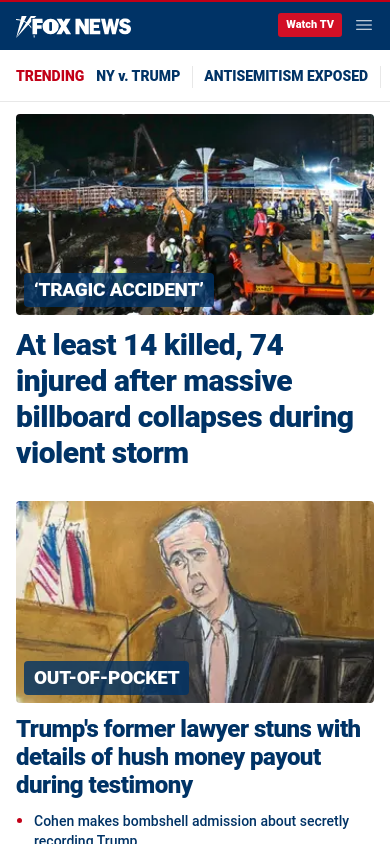 FOX NEWS
Watch TV
TRENDING NY v. TRUMP ANTISEMITISM EXPOSED
‘TRAGIC ACCIDENT’
At least 14 killed, 74
injured after massive
billboard collapses during
violent storm
OUT-OF-POCKET
Trump's former lawyer stuns with
details of hush money payout
during testimony
Cohen makes bombshell admission about secretly
recording Trump